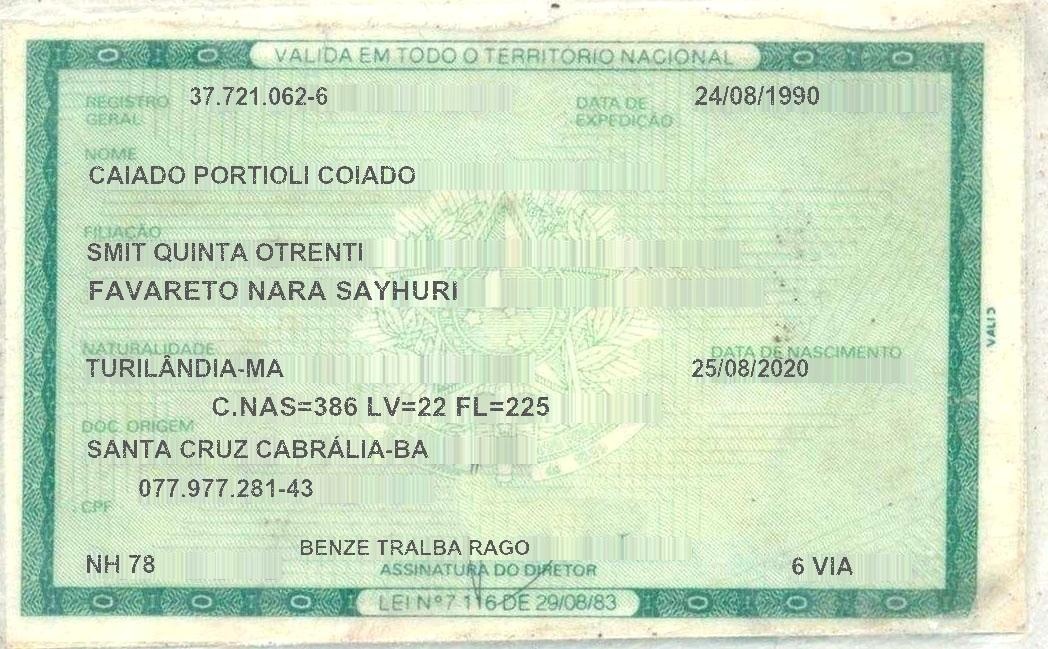 VALIDA EM TODO O TERRITÓRIO NACIONAL
REGISTRO GERAL 37.721.062-6 DATA DE EXPEDIÇÃO 24/08/1990
NOME
CAIADO PORTIOLI COIADO
FILIAÇÃO
SMIT QUINTA OTRENTI
FAVARETO NARA SAYHURI
NATURALIDADE DATA DE NASCIMENTO
TURILÂNDIA-MA 25/08/2020
C.NAS=386 LV=22 FL=225
DOC. ORIGEM
SANTA CRUZ CABRÁLIA-BA
077.977.281-43
CPF
BENZE TRALBA RAGO
NH 78 ASSINATURA DO DIRETOR 6 VIA
LEI Nº 7.116 DE 29/08/83